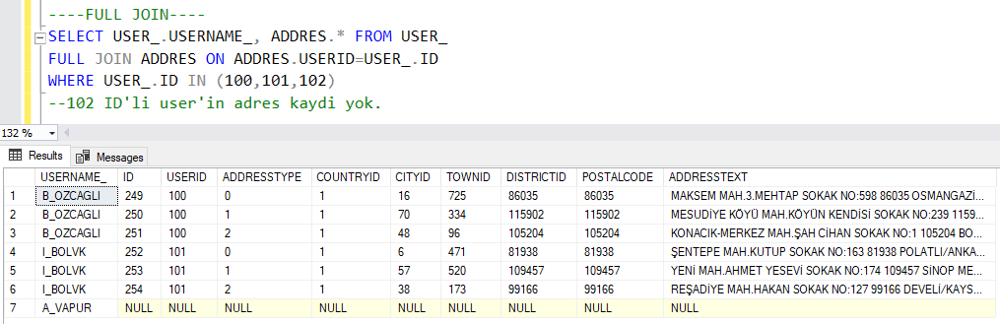 ----FULL JOIN----
SELECT USER_.USERNAME_, ADDRES.* FROM USER_
FULL JOIN ADDRES ON ADDRES.USERID=USER_.ID
WHERE USER_.ID IN (100,101,102)
--102 ID'li user'in adres kaydi yok.
132 %
Results Messages
USERNAME_ ID USERID ADDRESSTYPE COUNTRYID CITYID TOWNID DISTRICTID POSTALCODE ADDRESSTEXT
1 B_OZCAGLI 249 100 0 1 16 725 86035 86035 MAKSEM MAH.3.MEHTAP SOKAK NO:598 86035 OSMANGAZİ...
2 B_OZCAGLI 250 100 1 1 70 334 115902 115902 MESUDİYE KÖYÜ MAH.KÖYÜN KENDİSİ SOKAK NO:239 1159...
3 B_OZCAGLI 251 100 2 1 48 96 105204 105204 KONACIK-MERKEZ MAH.ŞAH CİHAN SOKAK NO:1 105204 BO...
4 I_BOLVK 252 101 0 1 6 471 81938 81938 ŞENTEPE MAH.KUTUP SOKAK NO:163 81938 POLATLI/ANKA...
5 I_BOLVK 253 101 1 1 57 520 109457 109457 YENİ MAH.AHMET YESEVİ SOKAK NO:174 109457 SİNOP ME...
6 I_BOLVK 254 101 2 1 38 173 99166 99166 REŞADİYE MAH.HAKAN SOKAK NO:127 99166 DEVELİ/KAYS...
7 A_VAPUR NULL NULL NULL NULL NULL NULL NULL NULL NULL